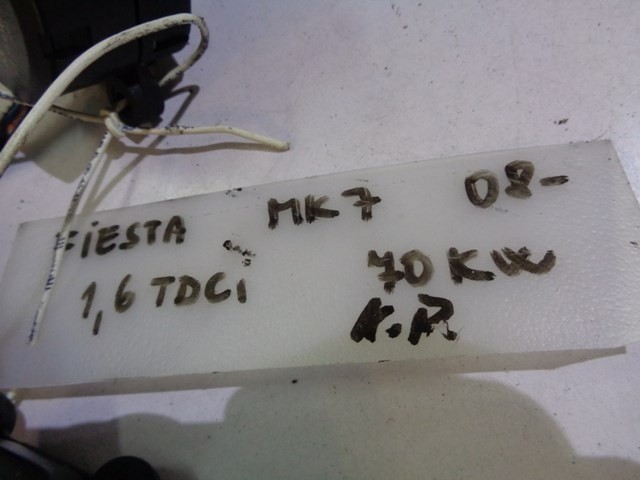 FiESTA MK7 08-
1,6 TDCi 70 KW